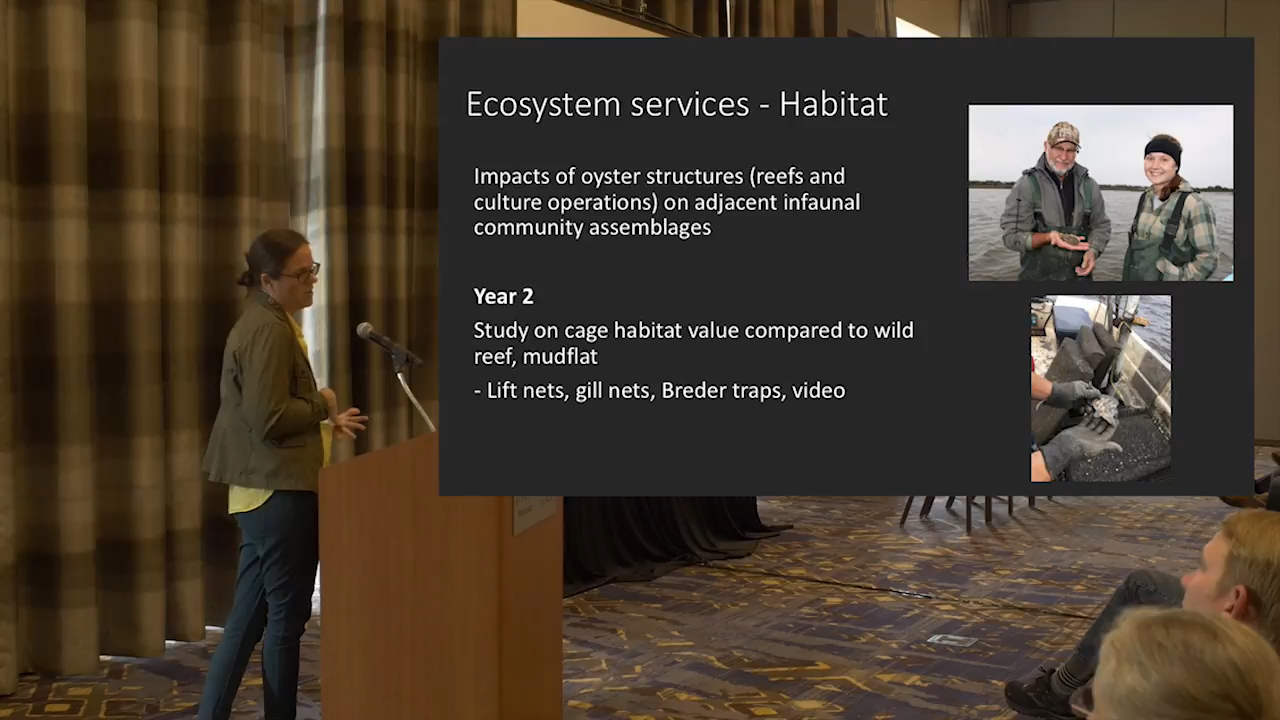 Ecosystem services - Habitat
Impacts of oyster structures (reefs and
culture operations) on adjacent infaunal
community assemblages
Year 2
Study on cage habitat value compared to wild
reef, mudflat
- Lift nets, gill nets, Breder traps, video